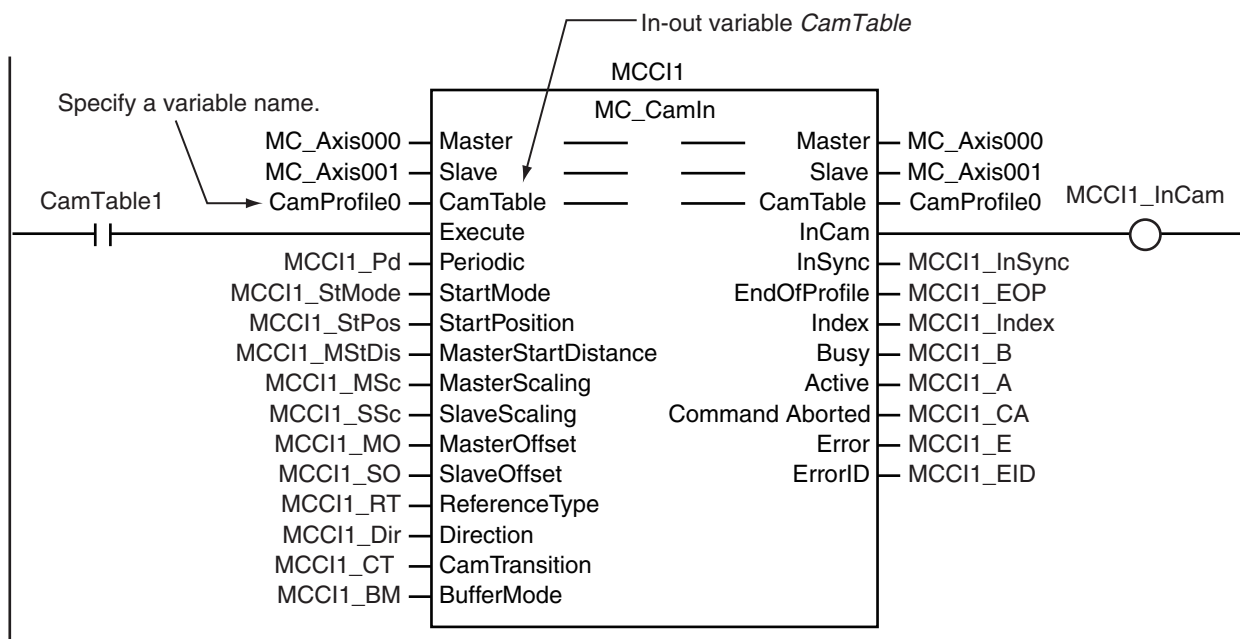 In-out variable CamTable
MCCI1
Specify a variable name.
MC_CamIn
MC_Axis000 Master Master MC_Axis000
MC_Axis001 Slave Slave MC_Axis001
CamTable1 CamProfile0 CamTable CamTable CamProfile0 MCCI1_InCam
Execute InCam
MCCI1_Pd Periodic InSync MCCI1_InSync
MCCI1_StMode StartMode EndOfProfile MCCI1_EOP
MCCI1_StPos StartPosition Index MCCI1_Index
MCCI1_MStDis MasterStartDistance Busy MCCI1_B
MCCI1_MSc MasterScaling Active MCCI1_A
MCCI1_SSc SlaveScaling Command Aborted MCCI1_CA
MCCI1_MO MasterOffset Error MCCI1_E
MCCI1_SO SlaveOffset ErrorID MCCI1_EID
MCCI1_RT ReferenceType
MCCI1_Dir Direction
MCCI1_CT CamTransition
MCCI1_BM BufferMode